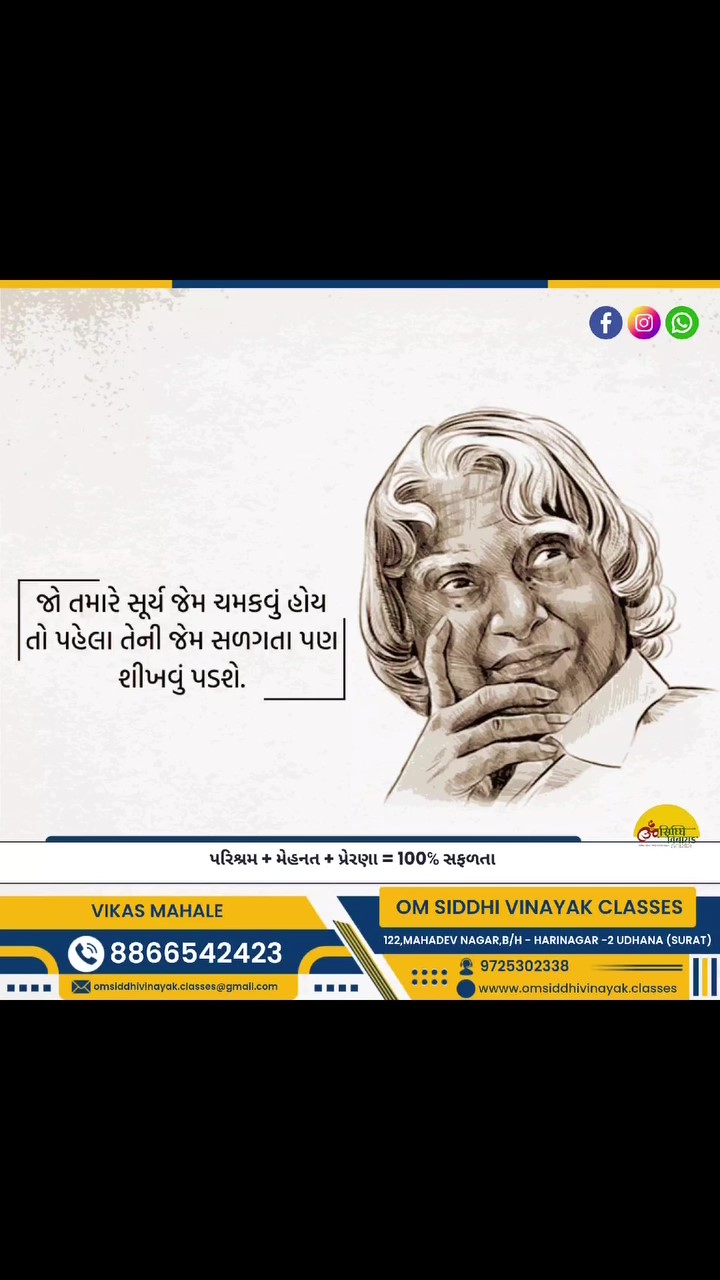 જો તમારે સૂર્ય જેમ ચમકવું હોય
તો પહેલા તેની જેમ સળગતા પણ
શીખવું પડશે.
પરિશ્રમ + મેહનત + પ્રેરણા = 100% સફળતા
VIKAS MAHALE
8866542423
omsiddhivinayak.classes@gmail.com
OM SIDDHI VINAYAK CLASSES
122,MAHADEV NAGAR,B/H - HARINAGAR -2 UDHANA (SURAT)
9725302338
wwww.omsiddhivinayak.classes